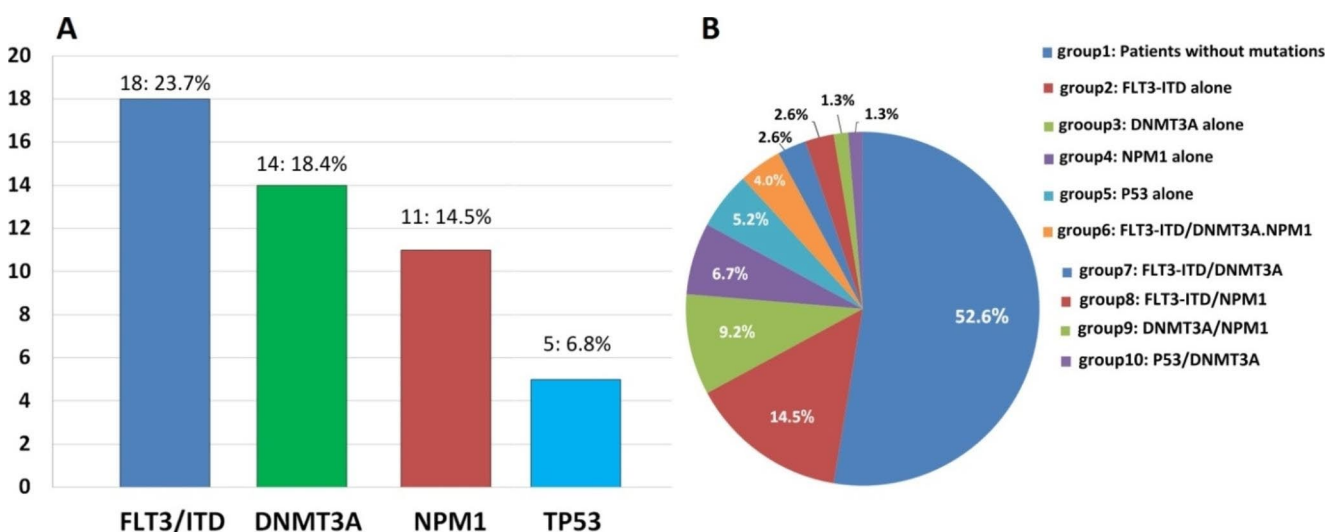 A
20
18
16
14
12
10
8
6
4
2
0
18: 23.7%
14: 18.4%
11: 14.5%
5: 6.8%
FLT3/ITD DNMT3A NPM1 TP53
B
52.6%
14.5%
9.2%
6.7%
5.2%
4.0%
2.6%
2.6%
1.3%
1.3%
group1: Patients without mutations
group2: FLT3-ITD alone
grooup3: DNMT3A alone
group4: NPM1 alone
group5: P53 alone
group6: FLT3-ITD/DNMT3A.NPM1
group7: FLT3-ITD/DNMT3A
group8: FLT3-ITD/NPM1
group9: DNMT3A/NPM1
group10: P53/DNMT3A